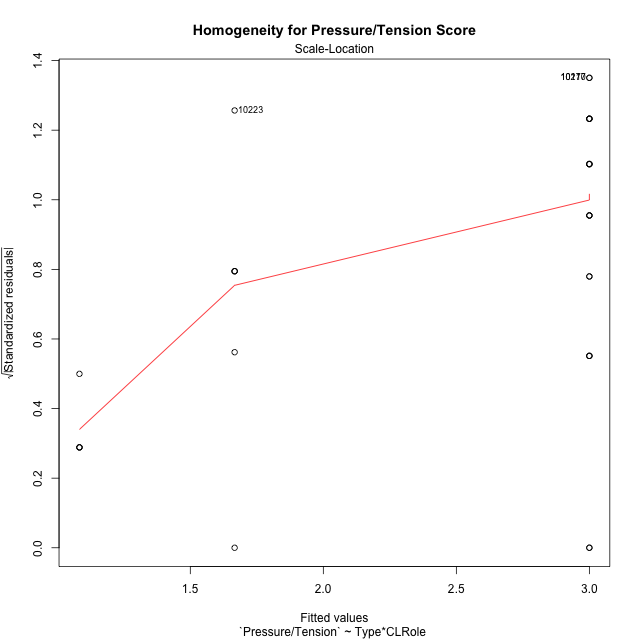 Homogeneity for Pressure/Tension Score
Scale-Location
1.4
1.2
1.0
0.8
0.6
0.4
0.2
0.0
√|Standardized residuals|
10223
1.5
2.0
2.5
3.0
Fitted values
`Pressure/Tension` ~ Type*CLRole